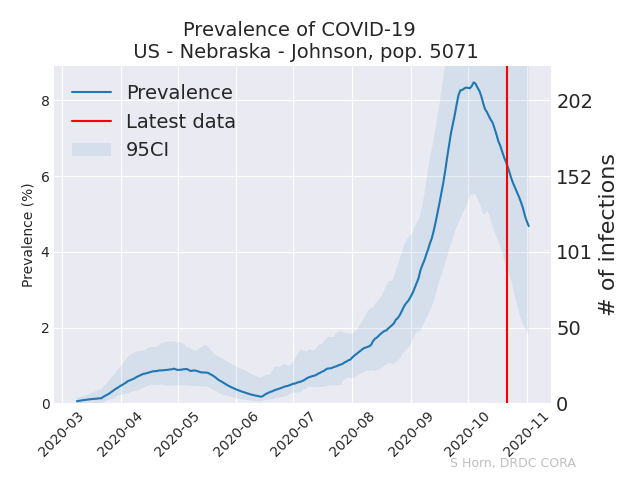 Prevalence of COVID-19
US - Nebraska - Johnson, pop. 5071
Prevalence
Latest data
95CI
Prevalence (%)
8
6
4
2
0
# of infections
202
152
101
50
0
2020-03
2020-04
2020-05
2020-06
2020-07
2020-08
2020-09
2020-10
2020-11
S Horn, DRDC CORA